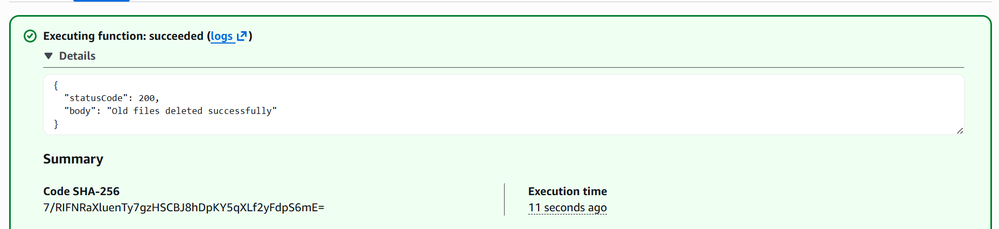 Executing function: succeeded (logs )
Details
{
  "statusCode": 200,
  "body": "Old files deleted successfully"
}
Summary
Code SHA-256
7/RIFNRaXluenTy7gzHSCBJ8hDpKY5qXLf2yFdpS6mE=
Execution time
11 seconds ago